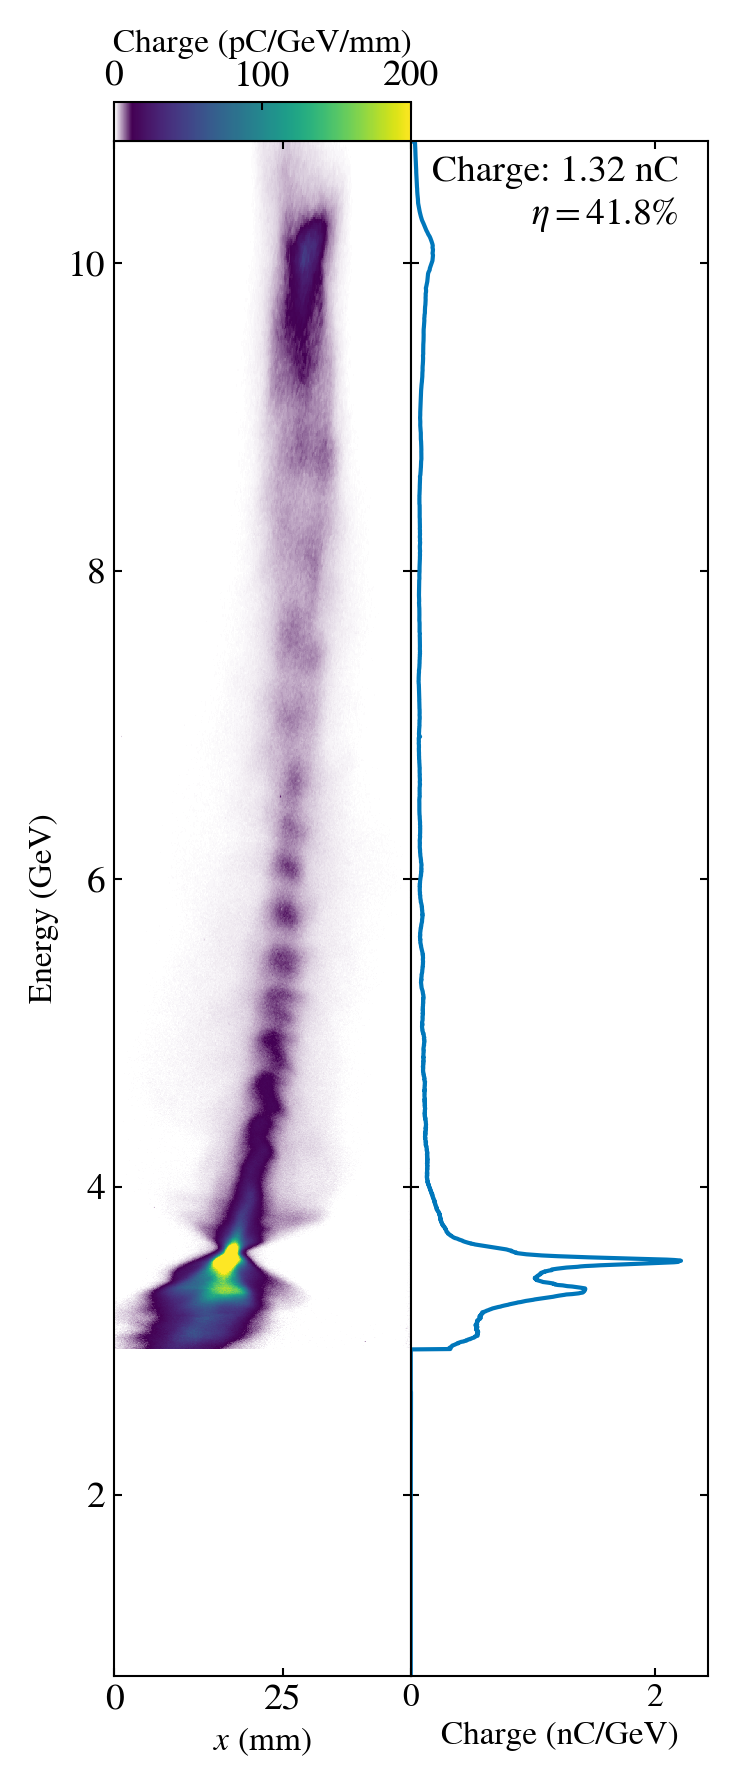 Charge (pC/GeV/mm)
0 100 200
Charge: 1.32 nC
η = 41.8%
10
8
6
4
2
Energy (GeV)
0 25
x (mm)
0 2
Charge (nC/GeV)